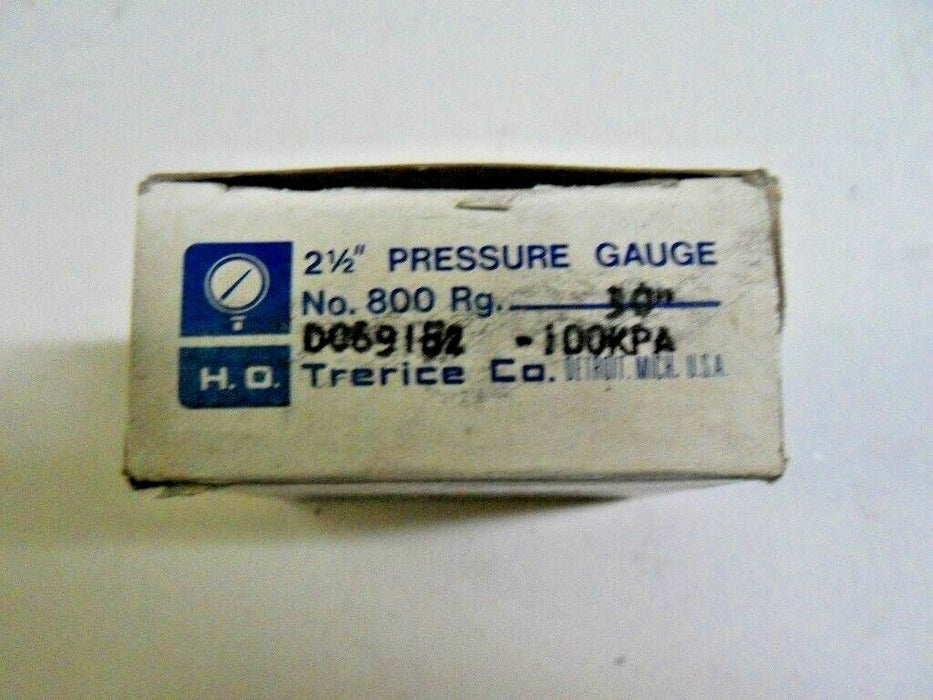 2½" PRESSURE GAUGE
No. 800 Rg. 30"
-100KPA
H.O. Trerice Co. DETROIT, MICH. U.S.A.